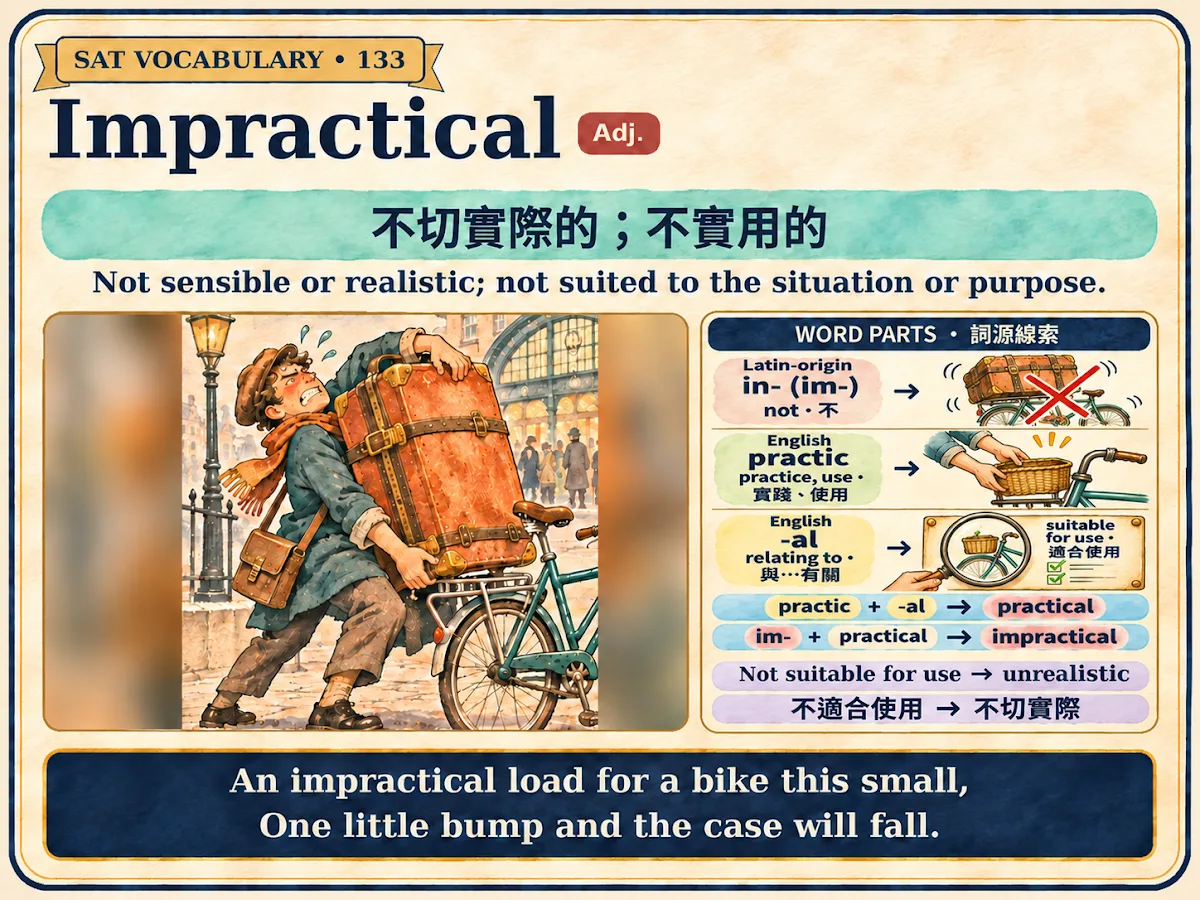 SAT VOCABULARY • 133
Impractical Adj.
不切實際的；不實用的
Not sensible or realistic; not suited to the situation or purpose.
WORD PARTS • 詞源線索
Latin-origin
in- (im-)
not • 不
→
English
practic
practice, use •
實踐、使用
→
English
-al
relating to •
與…有關
→
suitable
for use •
適合使用
practic + -al → practical
im- + practical → impractical
Not suitable for use → unrealistic
不適合使用 → 不切實際
An impractical load for a bike this small,
One little bump and the case will fall.